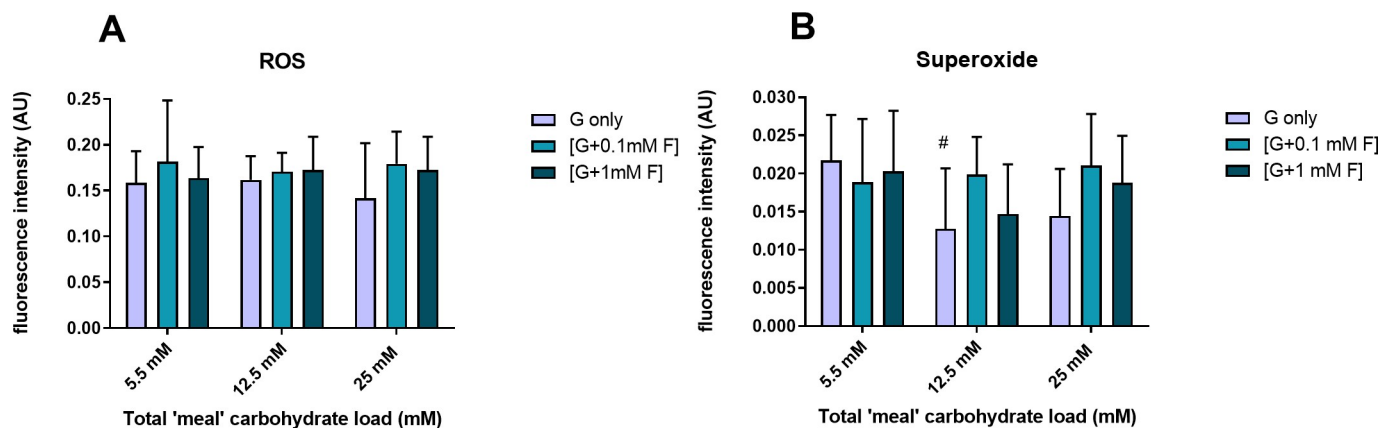 A
ROS
fluorescence intensity (AU)
0.25
0.20
0.15
0.10
0.05
0.00
5.5 mM
12.5 mM
25 mM
Total 'meal' carbohydrate load (mM)
G only
[G+0.1mM F]
[G+1mM F]
B
Superoxide
fluorescence intensity (AU)
0.030
0.025
0.020
0.015
0.010
0.005
0.000
#
5.5 mM
12.5 mM
25 mM
Total 'meal' carbohydrate load (mM)
G only
[G+0.1 mM F]
[G+1 mM F]